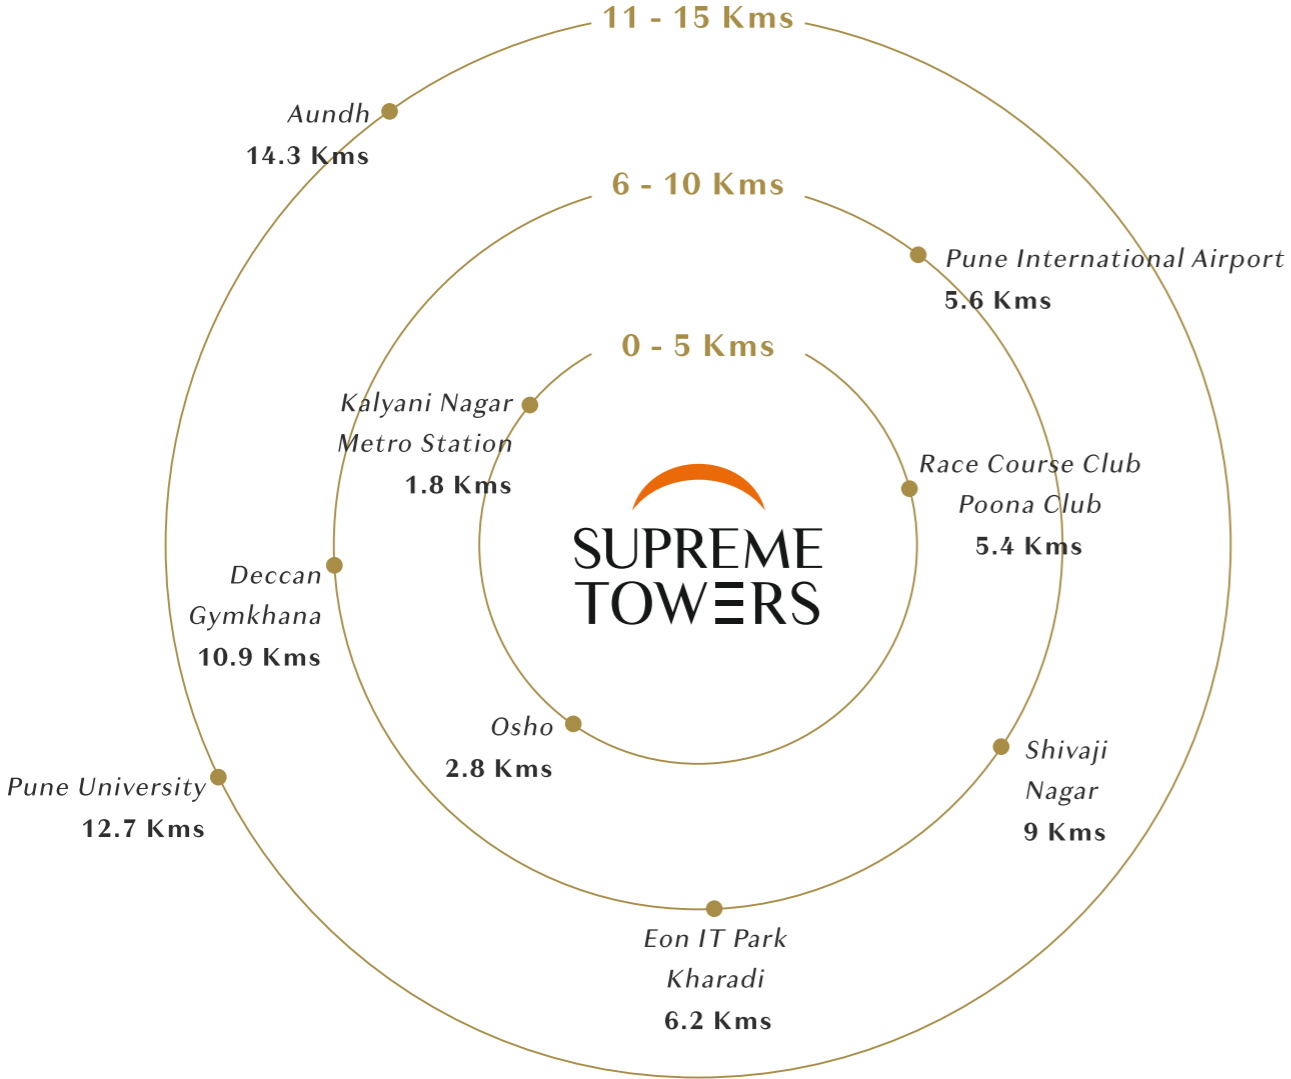 11 - 15 Kms
Aundh
14.3 Kms
6 - 10 Kms
Pune International Airport
5.6 Kms
0 - 5 Kms
Kalyani Nagar
Metro Station
1.8 Kms
Race Course Club
Poona Club
5.4 Kms
SUPREME
TOWERS
Deccan
Gymkhana
10.9 Kms
Osho
2.8 Kms
Shivaji
Nagar
9 Kms
Pune University
12.7 Kms
Eon IT Park
Kharadi
6.2 Kms